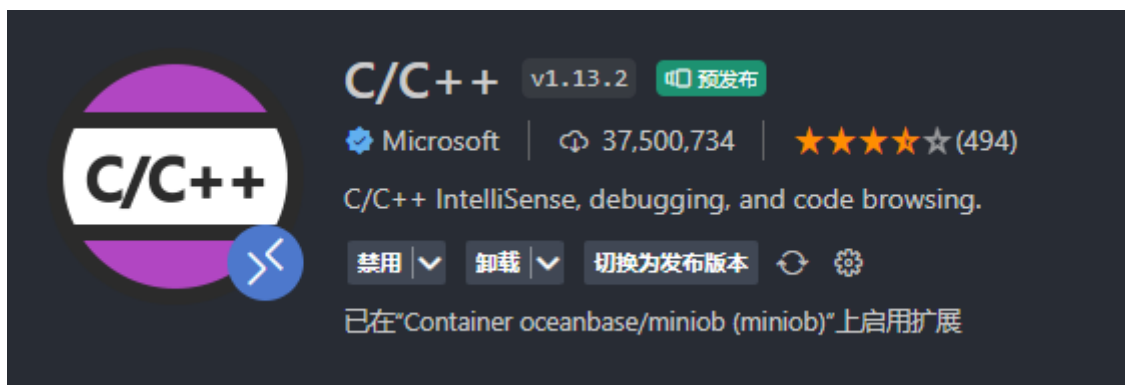 C/C++ v1.13.2 预发布
Microsoft 37,500,734 (494)
C/C++
C/C++ IntelliSense, debugging, and code browsing.
禁用 卸载 切换为发布版本
已在“Container oceanbase/miniob (miniob)”上启用扩展